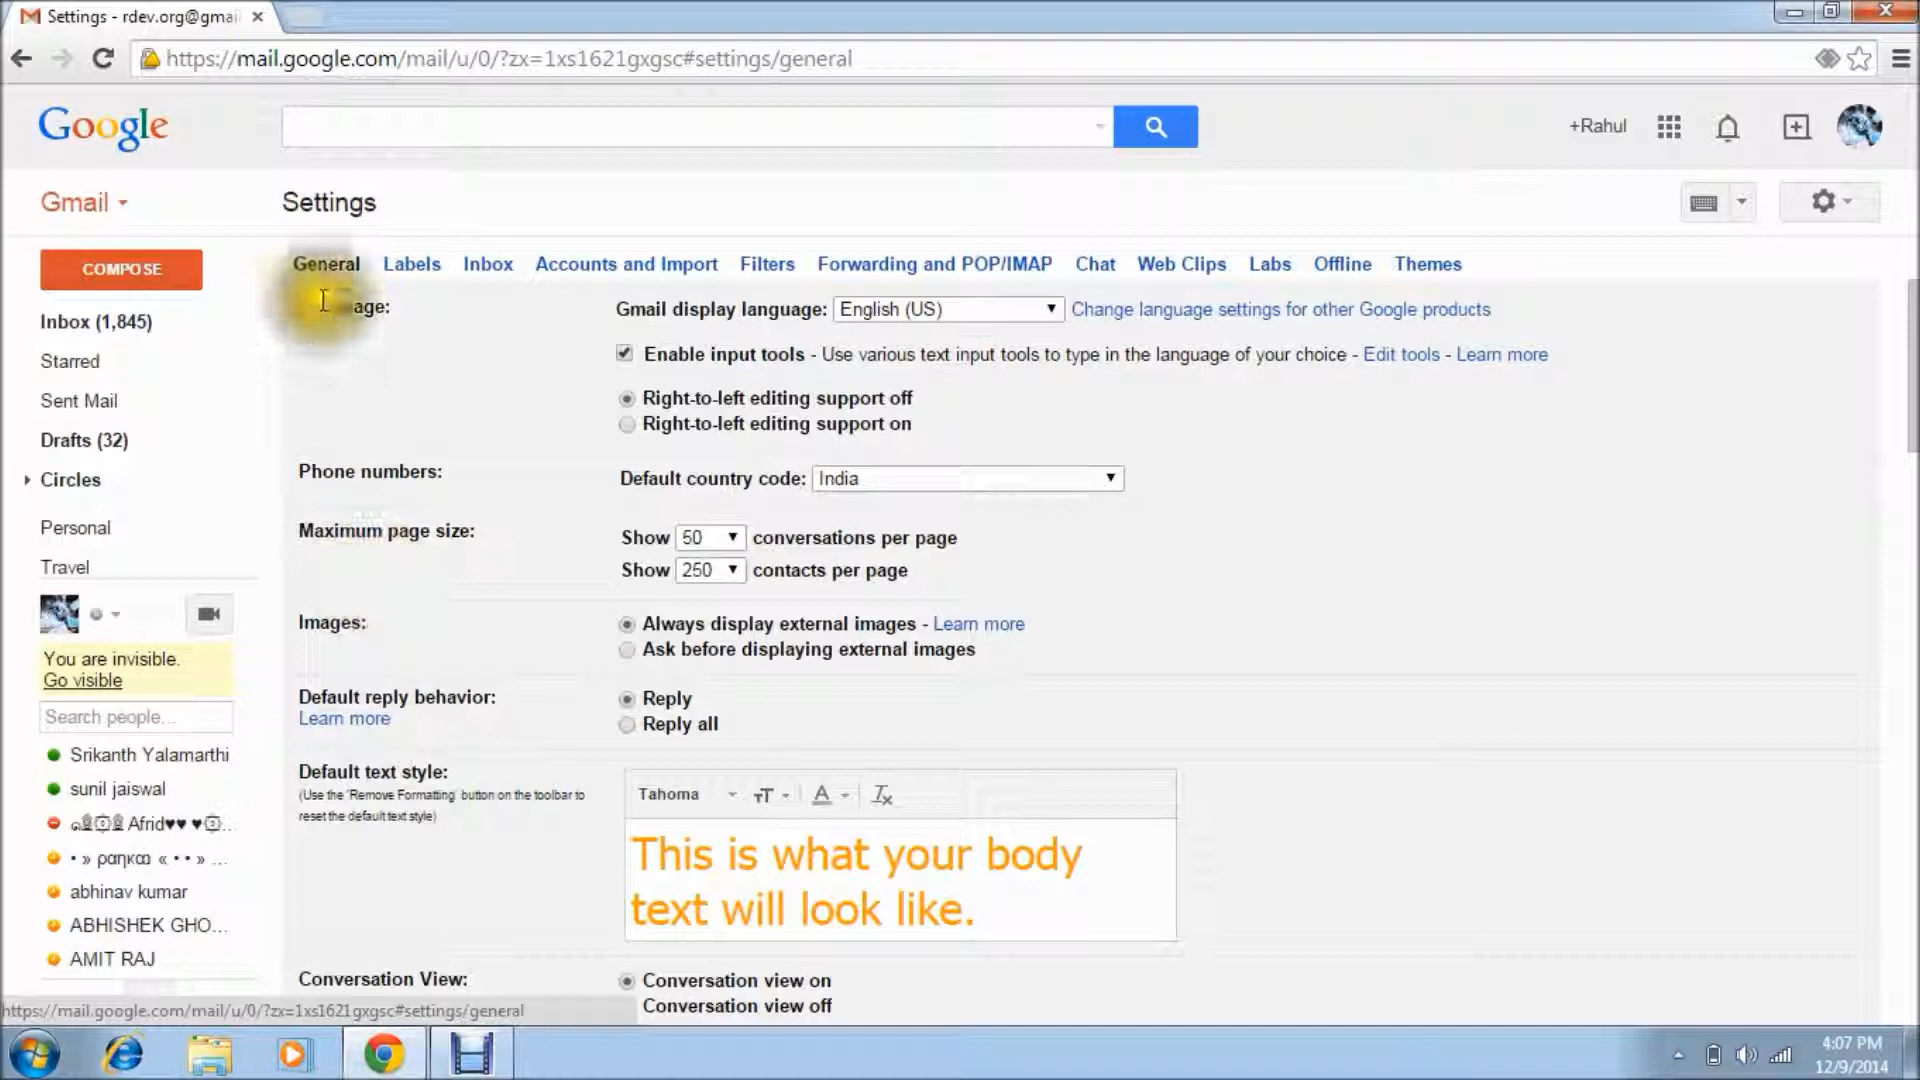 Settings - rdev.org@gmai
https://mail.google.com/mail/u/0/?zx=1xs1621gxgsc#settings/general
Google
+Rahul
Gmail
Settings
COMPOSE
General Labels Inbox Accounts and Import Filters Forwarding and POP/IMAP Chat Web Clips Labs Offline Themes
Inbox (1,845)
Starred
Sent Mail
Drafts (32)
Circles
Personal
Travel
You are invisible.
Go visible
Search people...
Srikanth Yalamarthi
sunil jaiswal
Afrid♥♥ ♥
• » ραηκαι « • • » ...
abhinav kumar
ABHISHEK GHO...
AMIT RAJ
age:
Gmail display language: English (US) Change language settings for other Google products
Enable input tools - Use various text input tools to type in the language of your choice - Edit tools - Learn more
Right-to-left editing support off
Right-to-left editing support on
Phone numbers:
Default country code: India
Maximum page size:
Show 50 conversations per page
Show 250 contacts per page
Images:
Always display external images - Learn more
Ask before displaying external images
Default reply behavior:
Learn more
Reply
Reply all
Default text style:
(Use the 'Remove Formatting' button on the toolbar to
reset the default text style)
Tahoma
This is what your body
text will look like.
Conversation View:
Conversation view on
Conversation view off
https://mail.google.com/mail/u/0/?zx=1xs1621gxgsc#settings/general
4:07 PM
12/9/2014